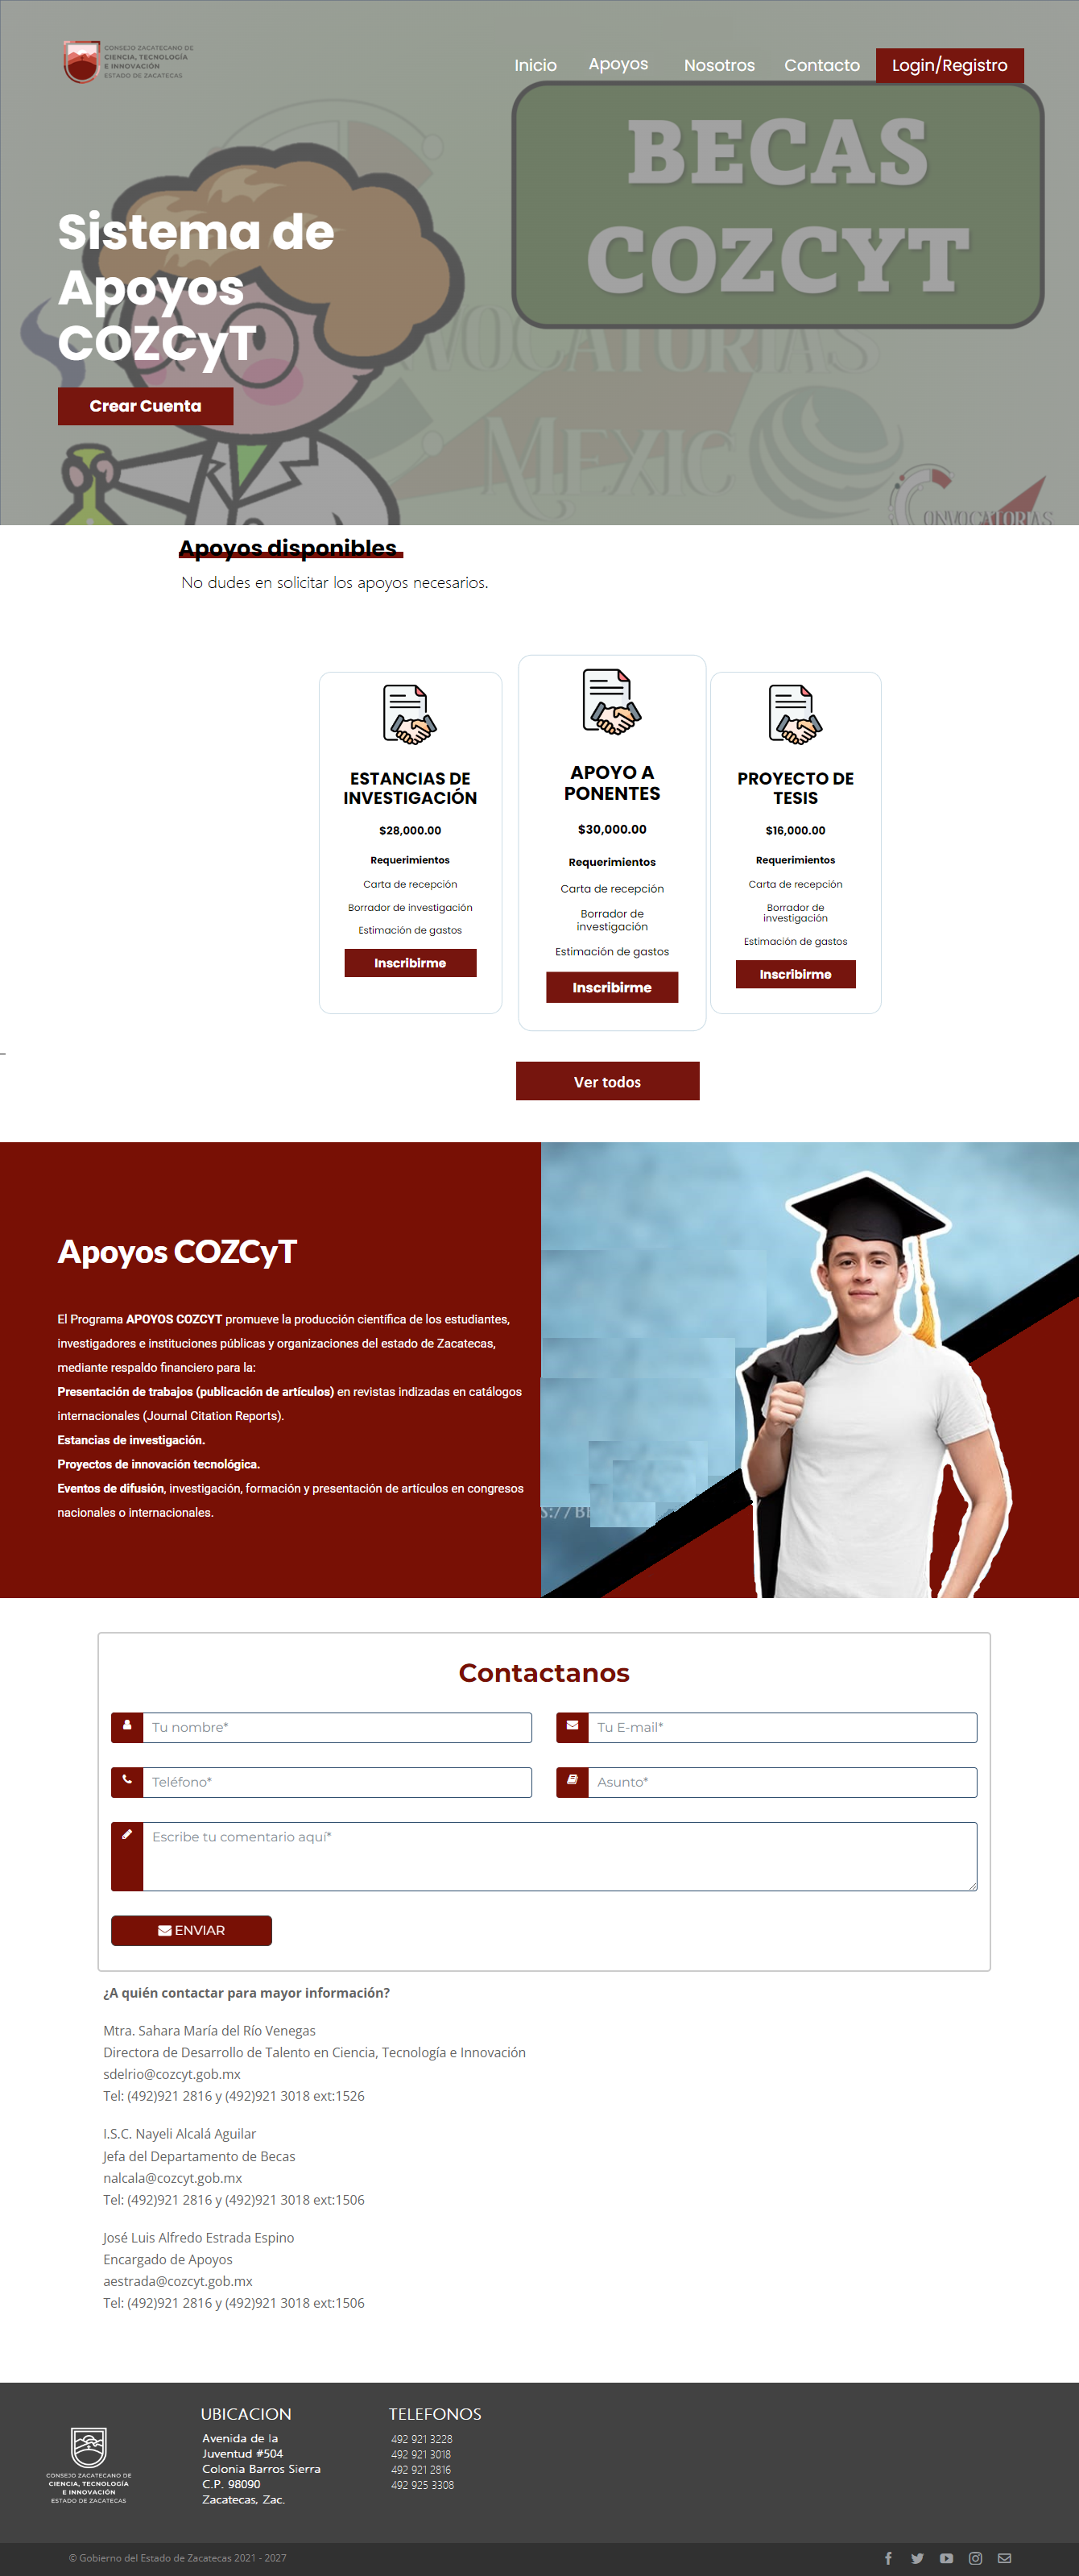 CONSEJO ZACATECANO DE
CIENCIA, TECNOLOGÍA
E INNOVACIÓN
ESTADO DE ZACATECAS
Inicio
Apoyos
Nosotros
Contacto
Login/Registro
BECAS
COZCYT
Sistema de
Apoyos
COZCyT
Crear Cuenta
CONVOCATORIAS
Apoyos disponibles
No dudes en solicitar los apoyos necesarios.
ESTANCIAS DE
INVESTIGACIÓN
$28,000.00
Requerimientos
Carta de recepción
Borrador de investigación
Estimación de gastos
Inscribirme
APOYO A
PONENTES
$30,000.00
Requerimientos
Carta de recepción
Borrador de
investigación
Estimación de gastos
Inscribirme
PROYECTO DE
TESIS
$16,000.00
Requerimientos
Carta de recepción
Borrador de
investigación
Estimación de gastos
Inscribirme
Ver todos
Apoyos COZCyT
El Programa APOYOS COZCYT promueve la producción científica de los estudiantes,
investigadores e instituciones públicas y organizaciones del estado de Zacatecas,
mediante respaldo financiero para la:
Presentación de trabajos (publicación de artículos) en revistas indizadas en catálogos
internacionales (Journal Citation Reports).
Estancias de investigación.
Proyectos de innovación tecnológica.
Eventos de difusión, investigación, formación y presentación de artículos en congresos
nacionales o internacionales.
Contactanos
Tu nombre*
Tu E-mail*
Teléfono*
Asunto*
Escribe tu comentario aquí*
ENVIAR
¿A quién contactar para mayor información?
Mtra. Sahara María del Río Venegas
Directora de Desarrollo de Talento en Ciencia, Tecnología e Innovación
sdelrio@cozcyt.gob.mx
Tel: (492)921 2816 y (492)921 3018 ext:1526
I.S.C. Nayeli Alcalá Aguilar
Jefa del Departamento de Becas
nalcala@cozcyt.gob.mx
Tel: (492)921 2816 y (492)921 3018 ext:1506
José Luis Alfredo Estrada Espino
Encargado de Apoyos
aestrada@cozcyt.gob.mx
Tel: (492)921 2816 y (492)921 3018 ext:1506
CONSEJO ZACATECANO DE
CIENCIA, TECNOLOGÍA
E INNOVACIÓN
ESTADO DE ZACATECAS
UBICACION
Avenida de la
Juventud #504
Colonia Barros Sierra
C.P. 98090
Zacatecas, Zac.
TELEFONOS
492 921 3228
492 921 3018
492 921 2816
492 925 3308
© Gobierno del Estado de Zacatecas 2021 - 2027